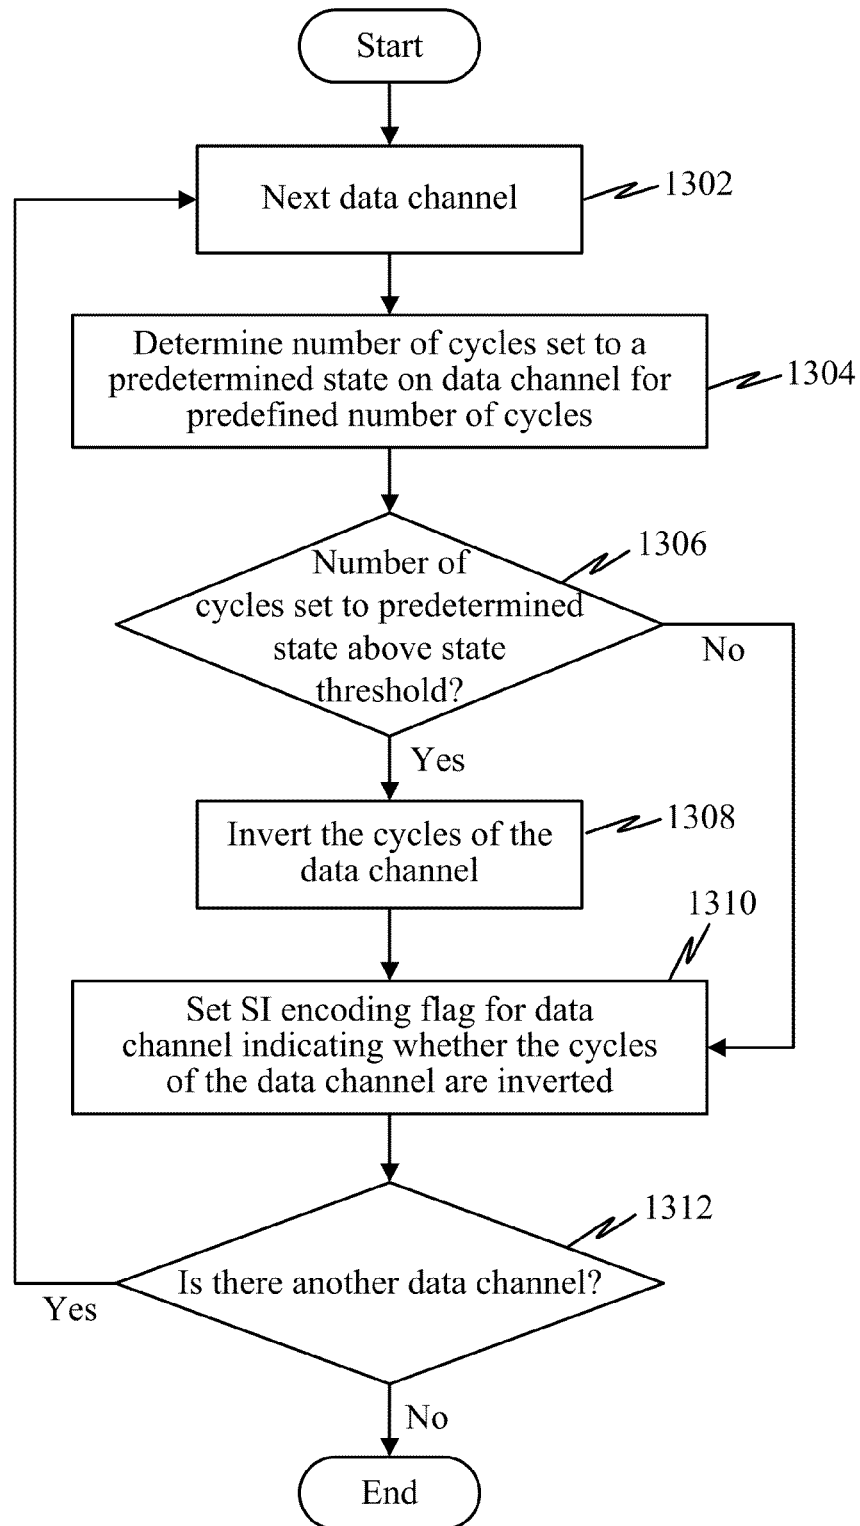 Start
Next data channel
1302
Determine number of cycles set to a
predetermined state on data channel for
predefined number of cycles
1304
Number of
cycles set to predetermined
state above state
threshold?
1306
No
Yes
Invert the cycles of the
data channel
1308
1310
Set SI encoding flag for data
channel indicating whether the cycles
of the data channel are inverted
1312
Is there another data channel?
Yes
No
End